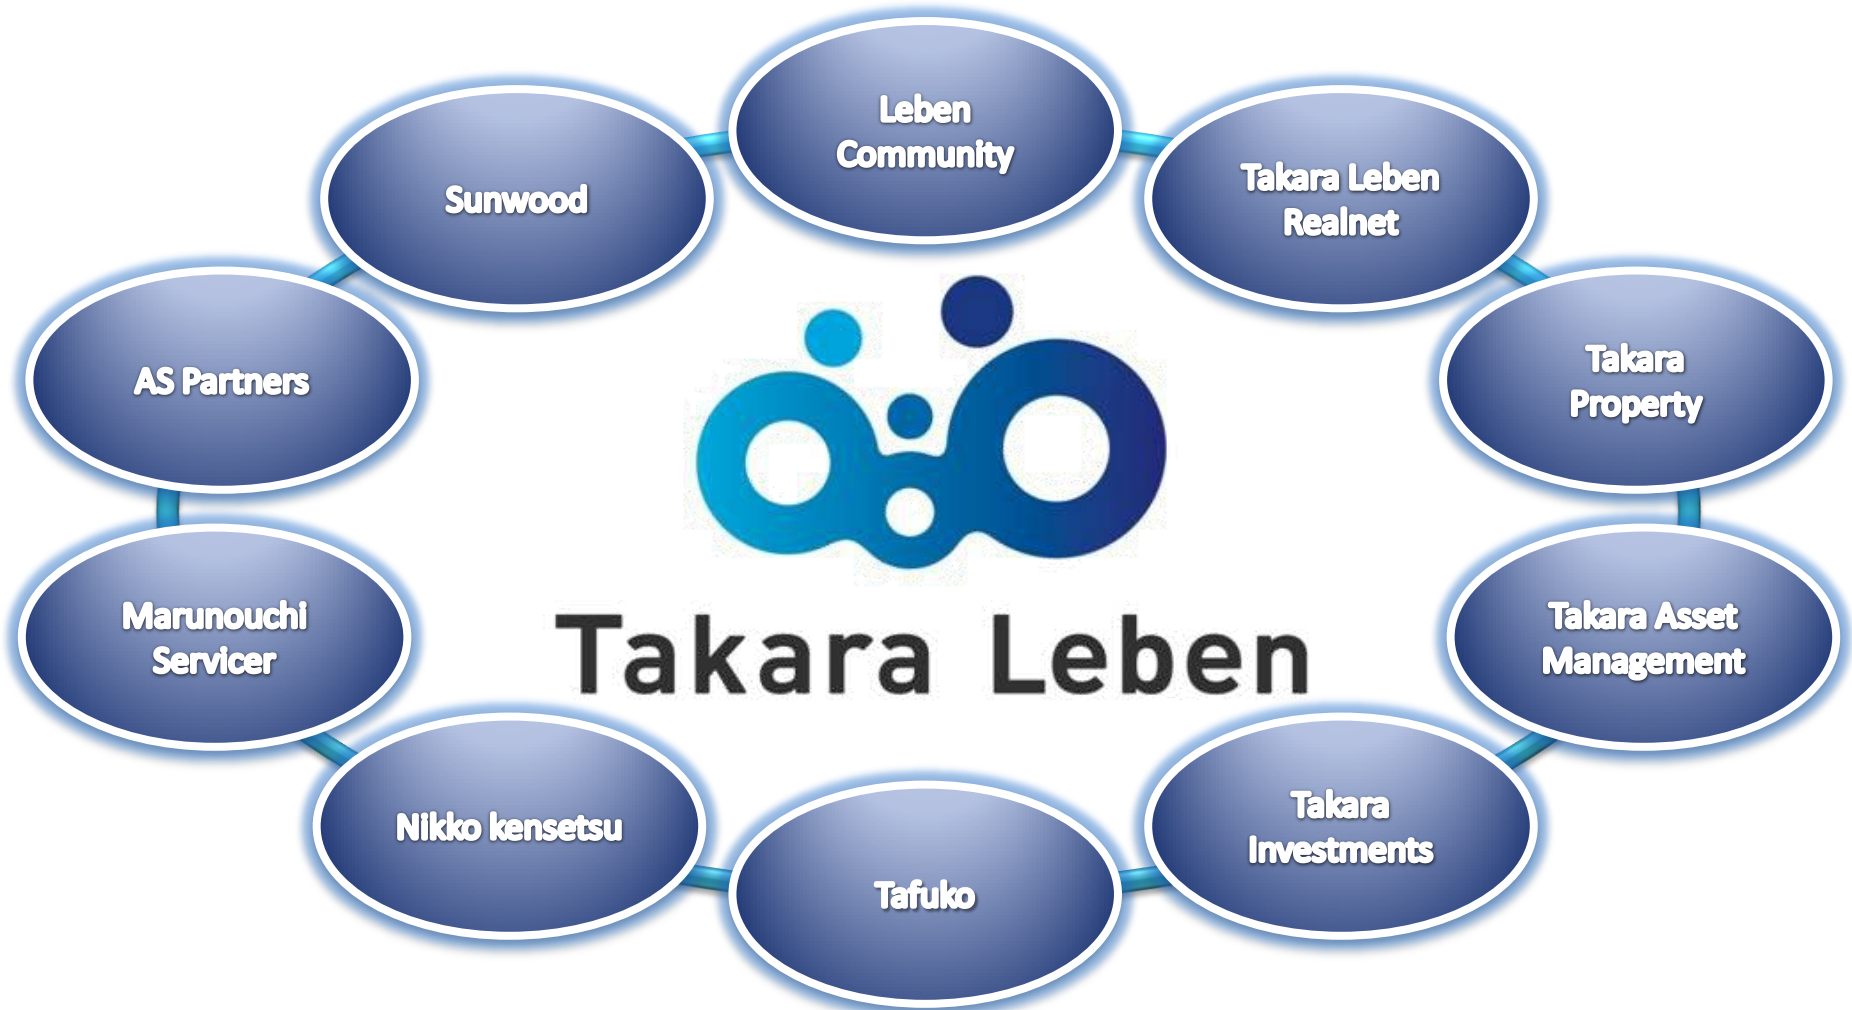 Leben
Community
Takara Leben
Realnet
Takara
Property
Takara Asset
Management
Takara
Investments
Tafuko
Nikko kensetsu
Marunouchi
Servicer
AS Partners
Sunwood
Takara Leben